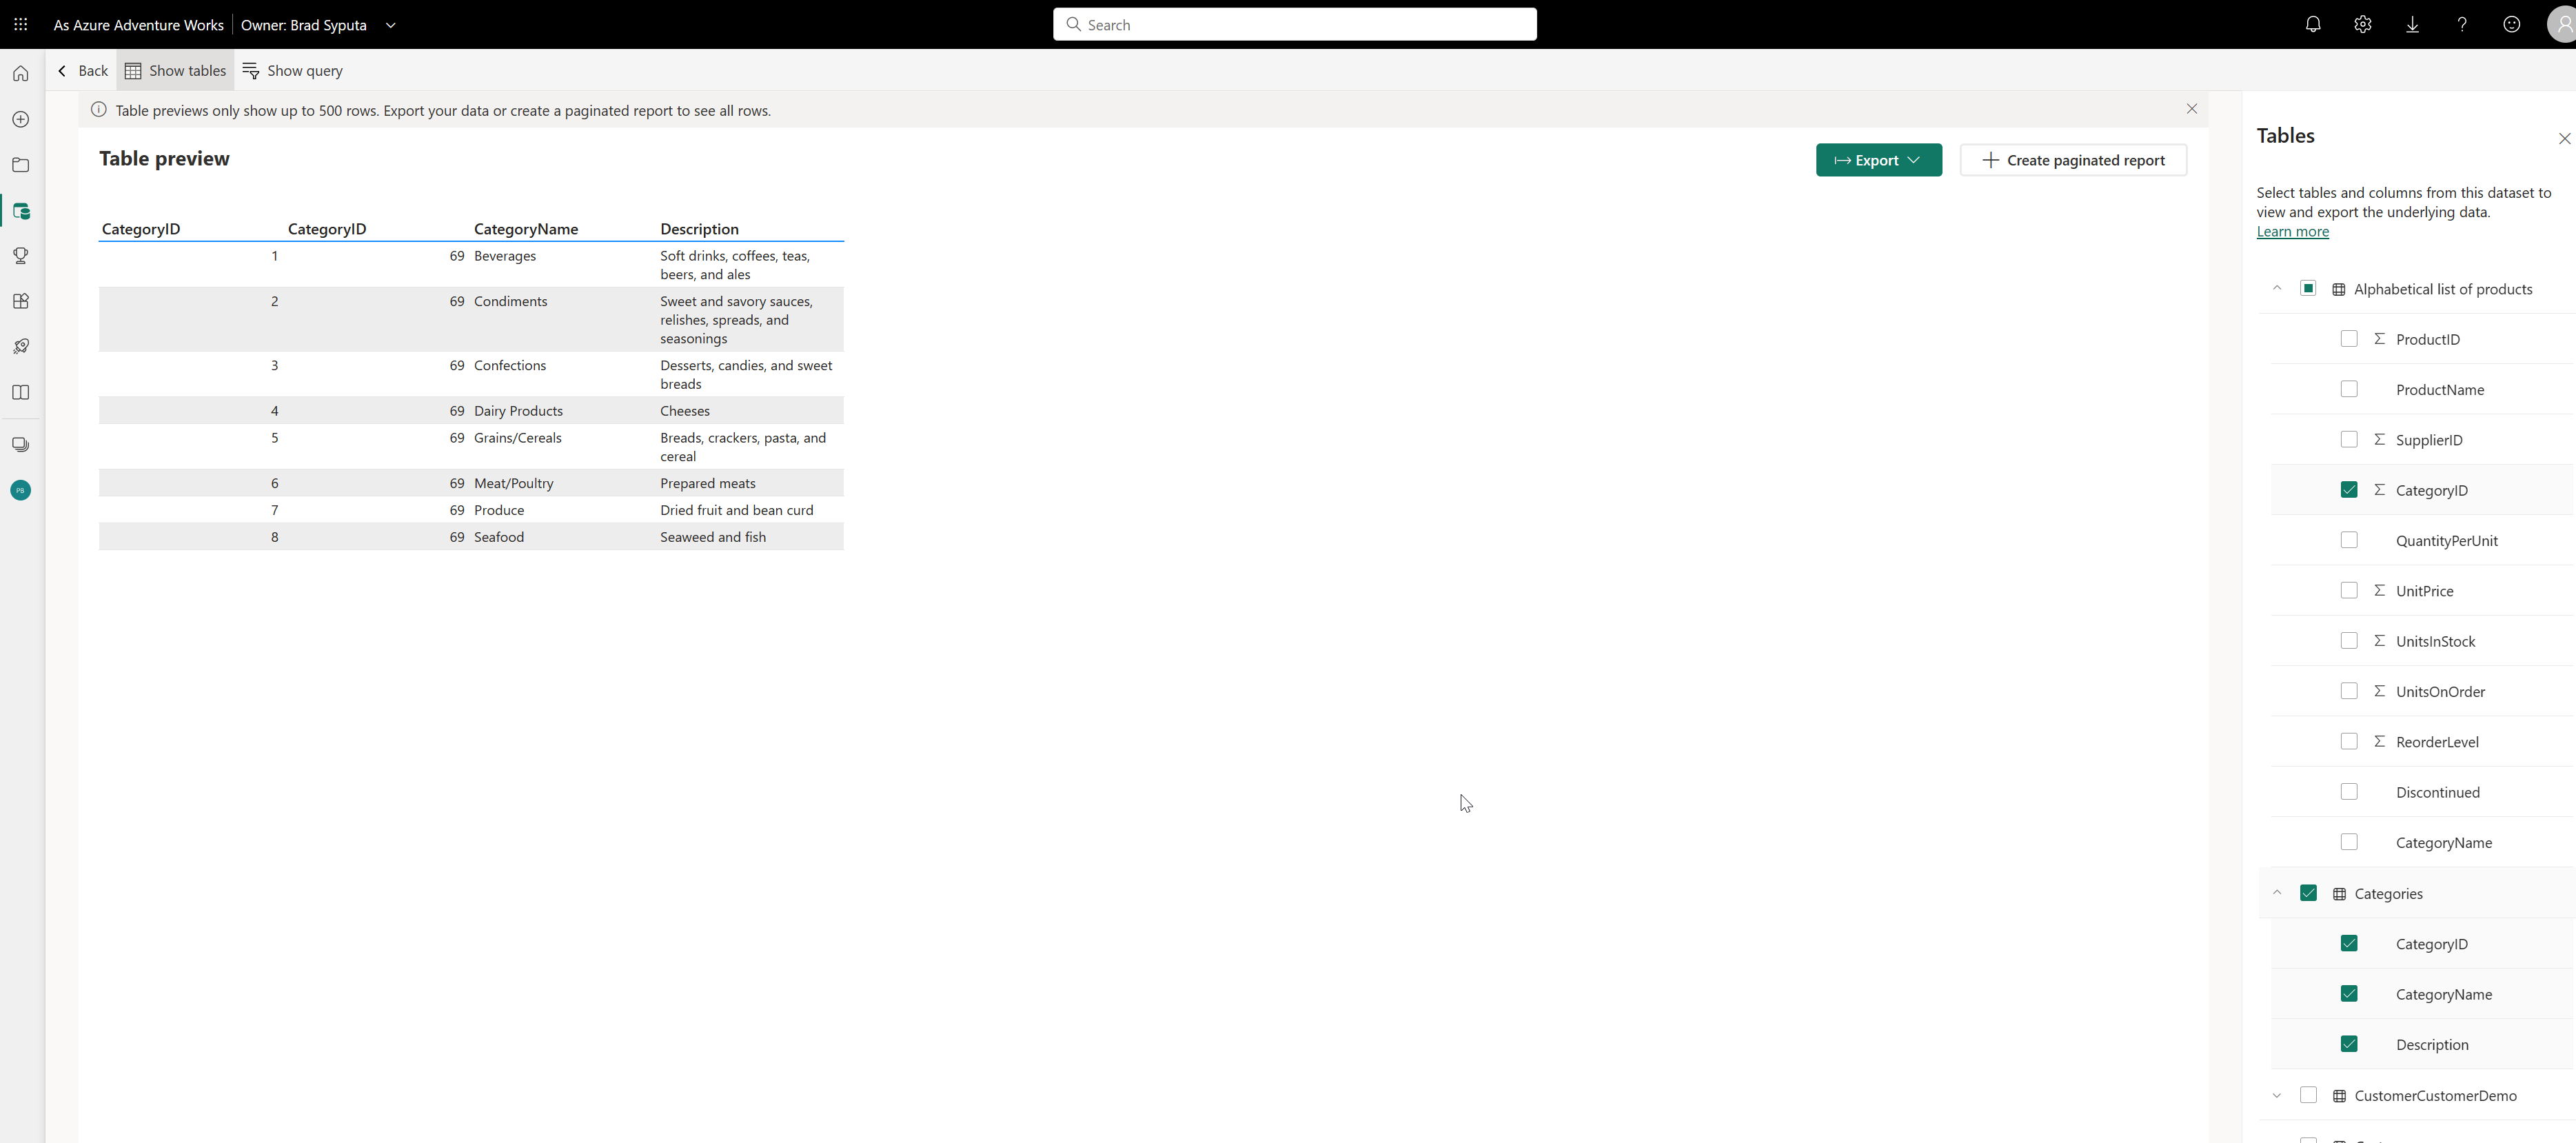 As Azure Adventure Works Owner: Brad Syputa
Search
Back Show tables Show query
Table previews only show up to 500 rows. Export your data or create a paginated report to see all rows.
Table preview
Export
Create paginated report
CategoryID CategoryID CategoryName Description
1 69 Beverages Soft drinks, coffees, teas,
beers, and ales
2 69 Condiments Sweet and savory sauces,
relishes, spreads, and
seasonings
3 69 Confections Desserts, candies, and sweet
breads
4 69 Dairy Products Cheeses
5 69 Grains/Cereals Breads, crackers, pasta, and
cereal
6 69 Meat/Poultry Prepared meats
7 69 Produce Dried fruit and bean curd
8 69 Seafood Seaweed and fish
PB
Tables
Select tables and columns from this dataset to
view and export the underlying data.
Learn more
Alphabetical list of products
Σ ProductID
ProductName
Σ SupplierID
Σ CategoryID
QuantityPerUnit
Σ UnitPrice
Σ UnitsInStock
Σ UnitsOnOrder
Σ ReorderLevel
Discontinued
CategoryName
Categories
CategoryID
CategoryName
Description
CustomerCustomerDemo